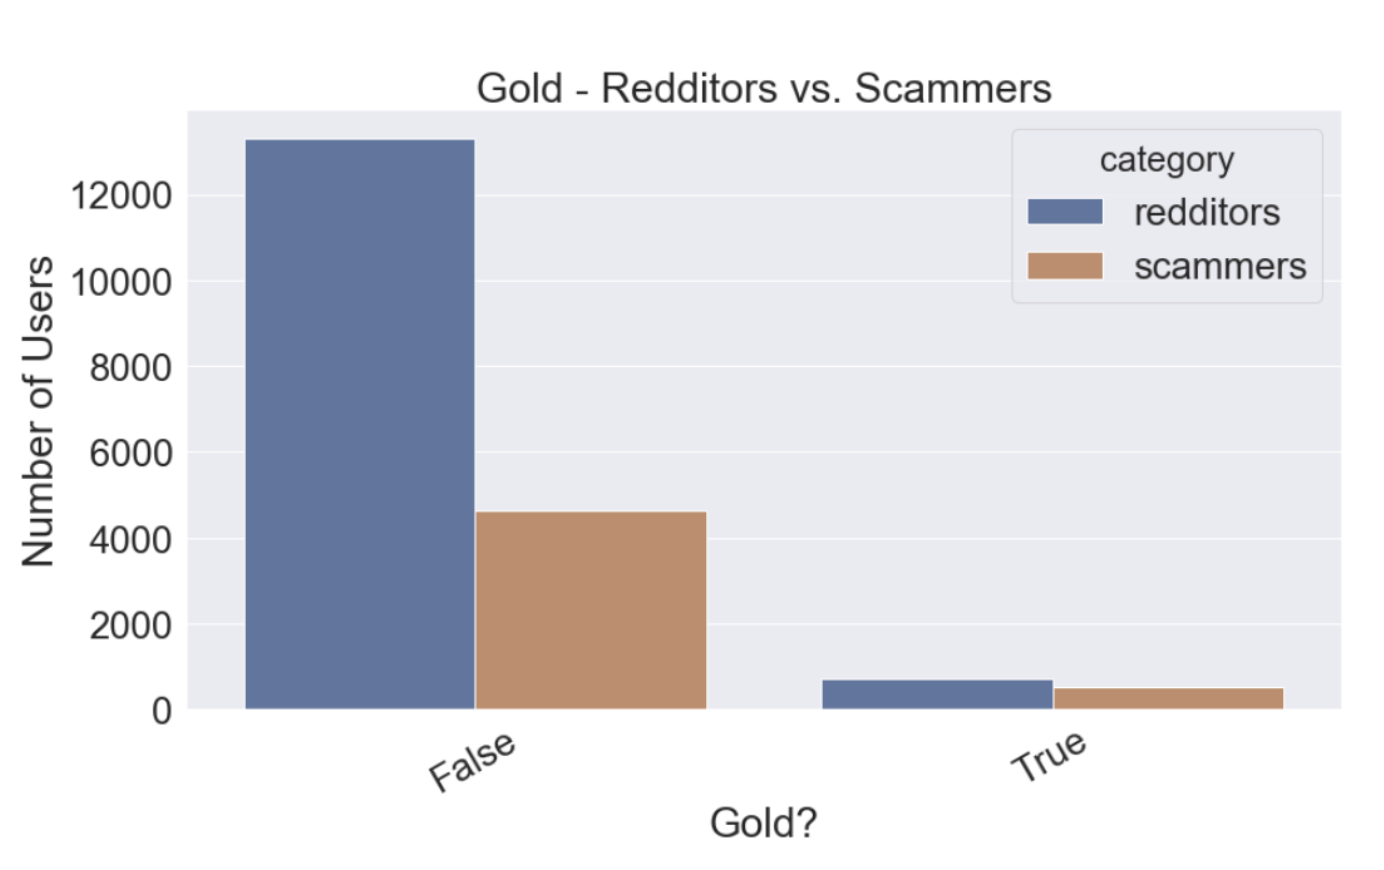 Gold - Redditors vs. Scammers
category
redditors
scammers
Number of Users
12000
10000
8000
6000
4000
2000
0
False
True
Gold?